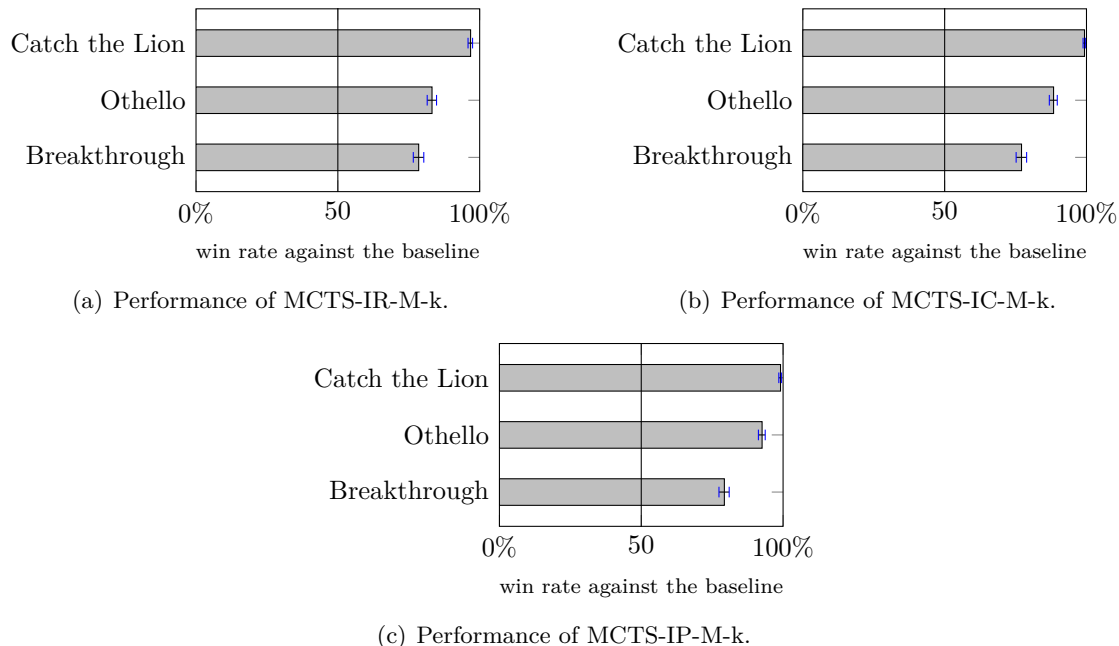 Catch the Lion
Othello
Breakthrough
0% 50 100%
win rate against the baseline
(a) Performance of MCTS-IR-M-k.
Catch the Lion
Othello
Breakthrough
0% 50 100%
win rate against the baseline
(b) Performance of MCTS-IC-M-k.
Catch the Lion
Othello
Breakthrough
0% 50 100%
win rate against the baseline
(c) Performance of MCTS-IP-M-k.